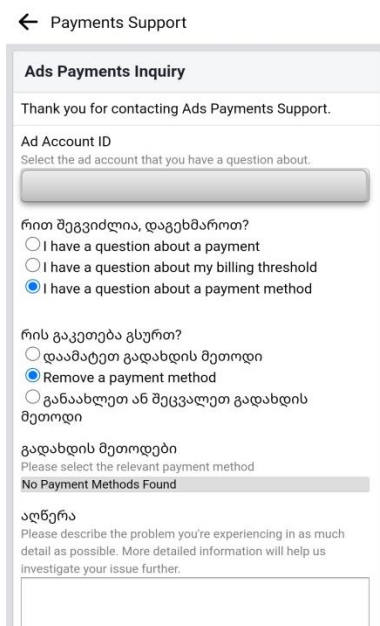 Payments Support
Ads Payments Inquiry
Thank you for contacting Ads Payments Support.
Ad Account ID
Select the ad account that you have a question about.
რით შეგვიძლია, დაგეხმაროთ?
I have a question about a payment
I have a question about my billing threshold
I have a question about a payment method
რის გაკეთება გსურთ?
დაამატეთ გადახდის მეთოდი
Remove a payment method
განაახლეთ ან შეცვალეთ გადახდის
მეთოდი
გადახდის მეთოდები
Please select the relevant payment method
No Payment Methods Found
აღწერა
Please describe the problem you're experiencing in as much
detail as possible. More detailed information will help us
investigate your issue further.